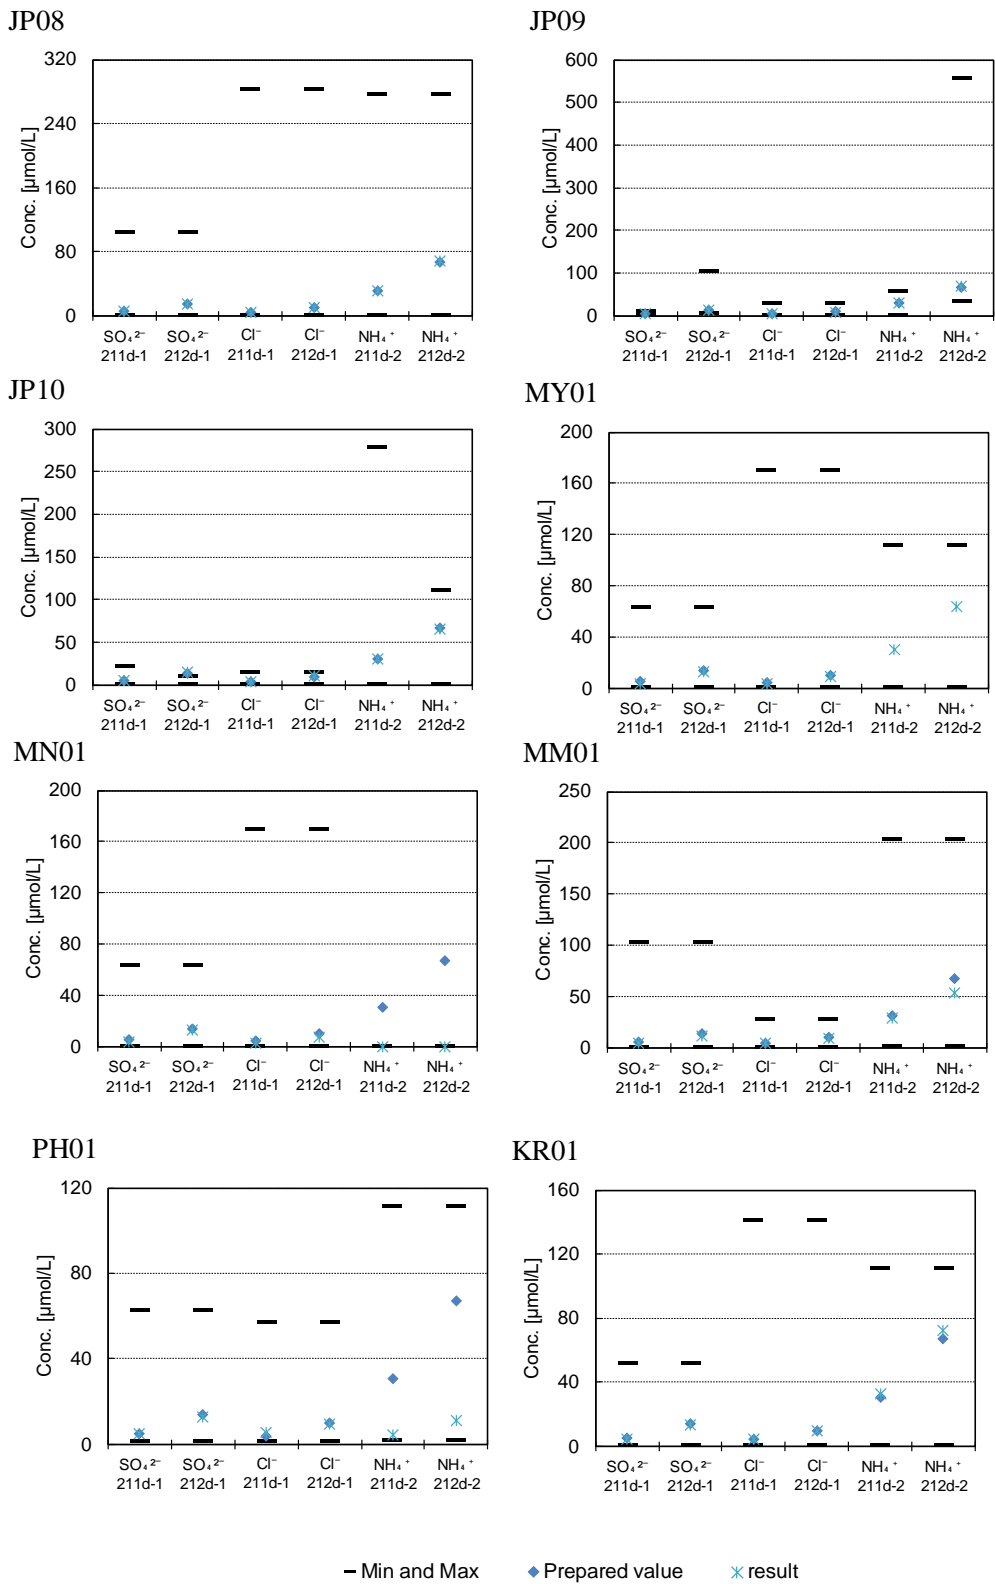 JP08
JP09
Conc. [µmol/L]
320
240
160
80
0
SO₄²⁻ SO₄²⁻ Cl⁻ Cl⁻ NH₄⁺ NH₄⁺
211d-1 212d-1 211d-1 212d-1 211d-2 212d-2
Conc. [µmol/L]
600
500
400
300
200
100
0
SO₄²⁻ SO₄²⁻ Cl⁻ Cl⁻ NH₄⁺ NH₄⁺
211d-1 212d-1 211d-1 212d-1 211d-2 212d-2
JP10
MY01
Conc. [µmol/L]
300
250
200
150
100
50
0
SO₄²⁻ SO₄²⁻ Cl⁻ Cl⁻ NH₄⁺ NH₄⁺
211d-1 212d-1 211d-1 212d-1 211d-2 212d-2
Conc. [µmol/L]
200
160
120
80
40
0
SO₄²⁻ SO₄²⁻ Cl⁻ Cl⁻ NH₄⁺ NH₄⁺
211d-1 212d-1 211d-1 212d-1 211d-2 212d-2
MN01
MM01
Conc. [µmol/L]
200
160
120
80
40
0
SO₄²⁻ SO₄²⁻ Cl⁻ Cl⁻ NH₄⁺ NH₄⁺
211d-1 212d-1 211d-1 212d-1 211d-2 212d-2
Conc. [µmol/L]
250
200
150
100
50
0
SO₄²⁻ SO₄²⁻ Cl⁻ Cl⁻ NH₄⁺ NH₄⁺
211d-1 212d-1 211d-1 212d-1 211d-2 212d-2
PH01
KR01
Conc. [µmol/L]
120
80
40
0
SO₄²⁻ SO₄²⁻ Cl⁻ Cl⁻ NH₄⁺ NH₄⁺
211d-1 212d-1 211d-1 212d-1 211d-2 212d-2
Conc. [µmol/L]
160
120
80
40
0
SO₄²⁻ SO₄²⁻ Cl⁻ Cl⁻ NH₄⁺ NH₄⁺
211d-1 212d-1 211d-1 212d-1 211d-2 212d-2
Min and Max Prepared value result